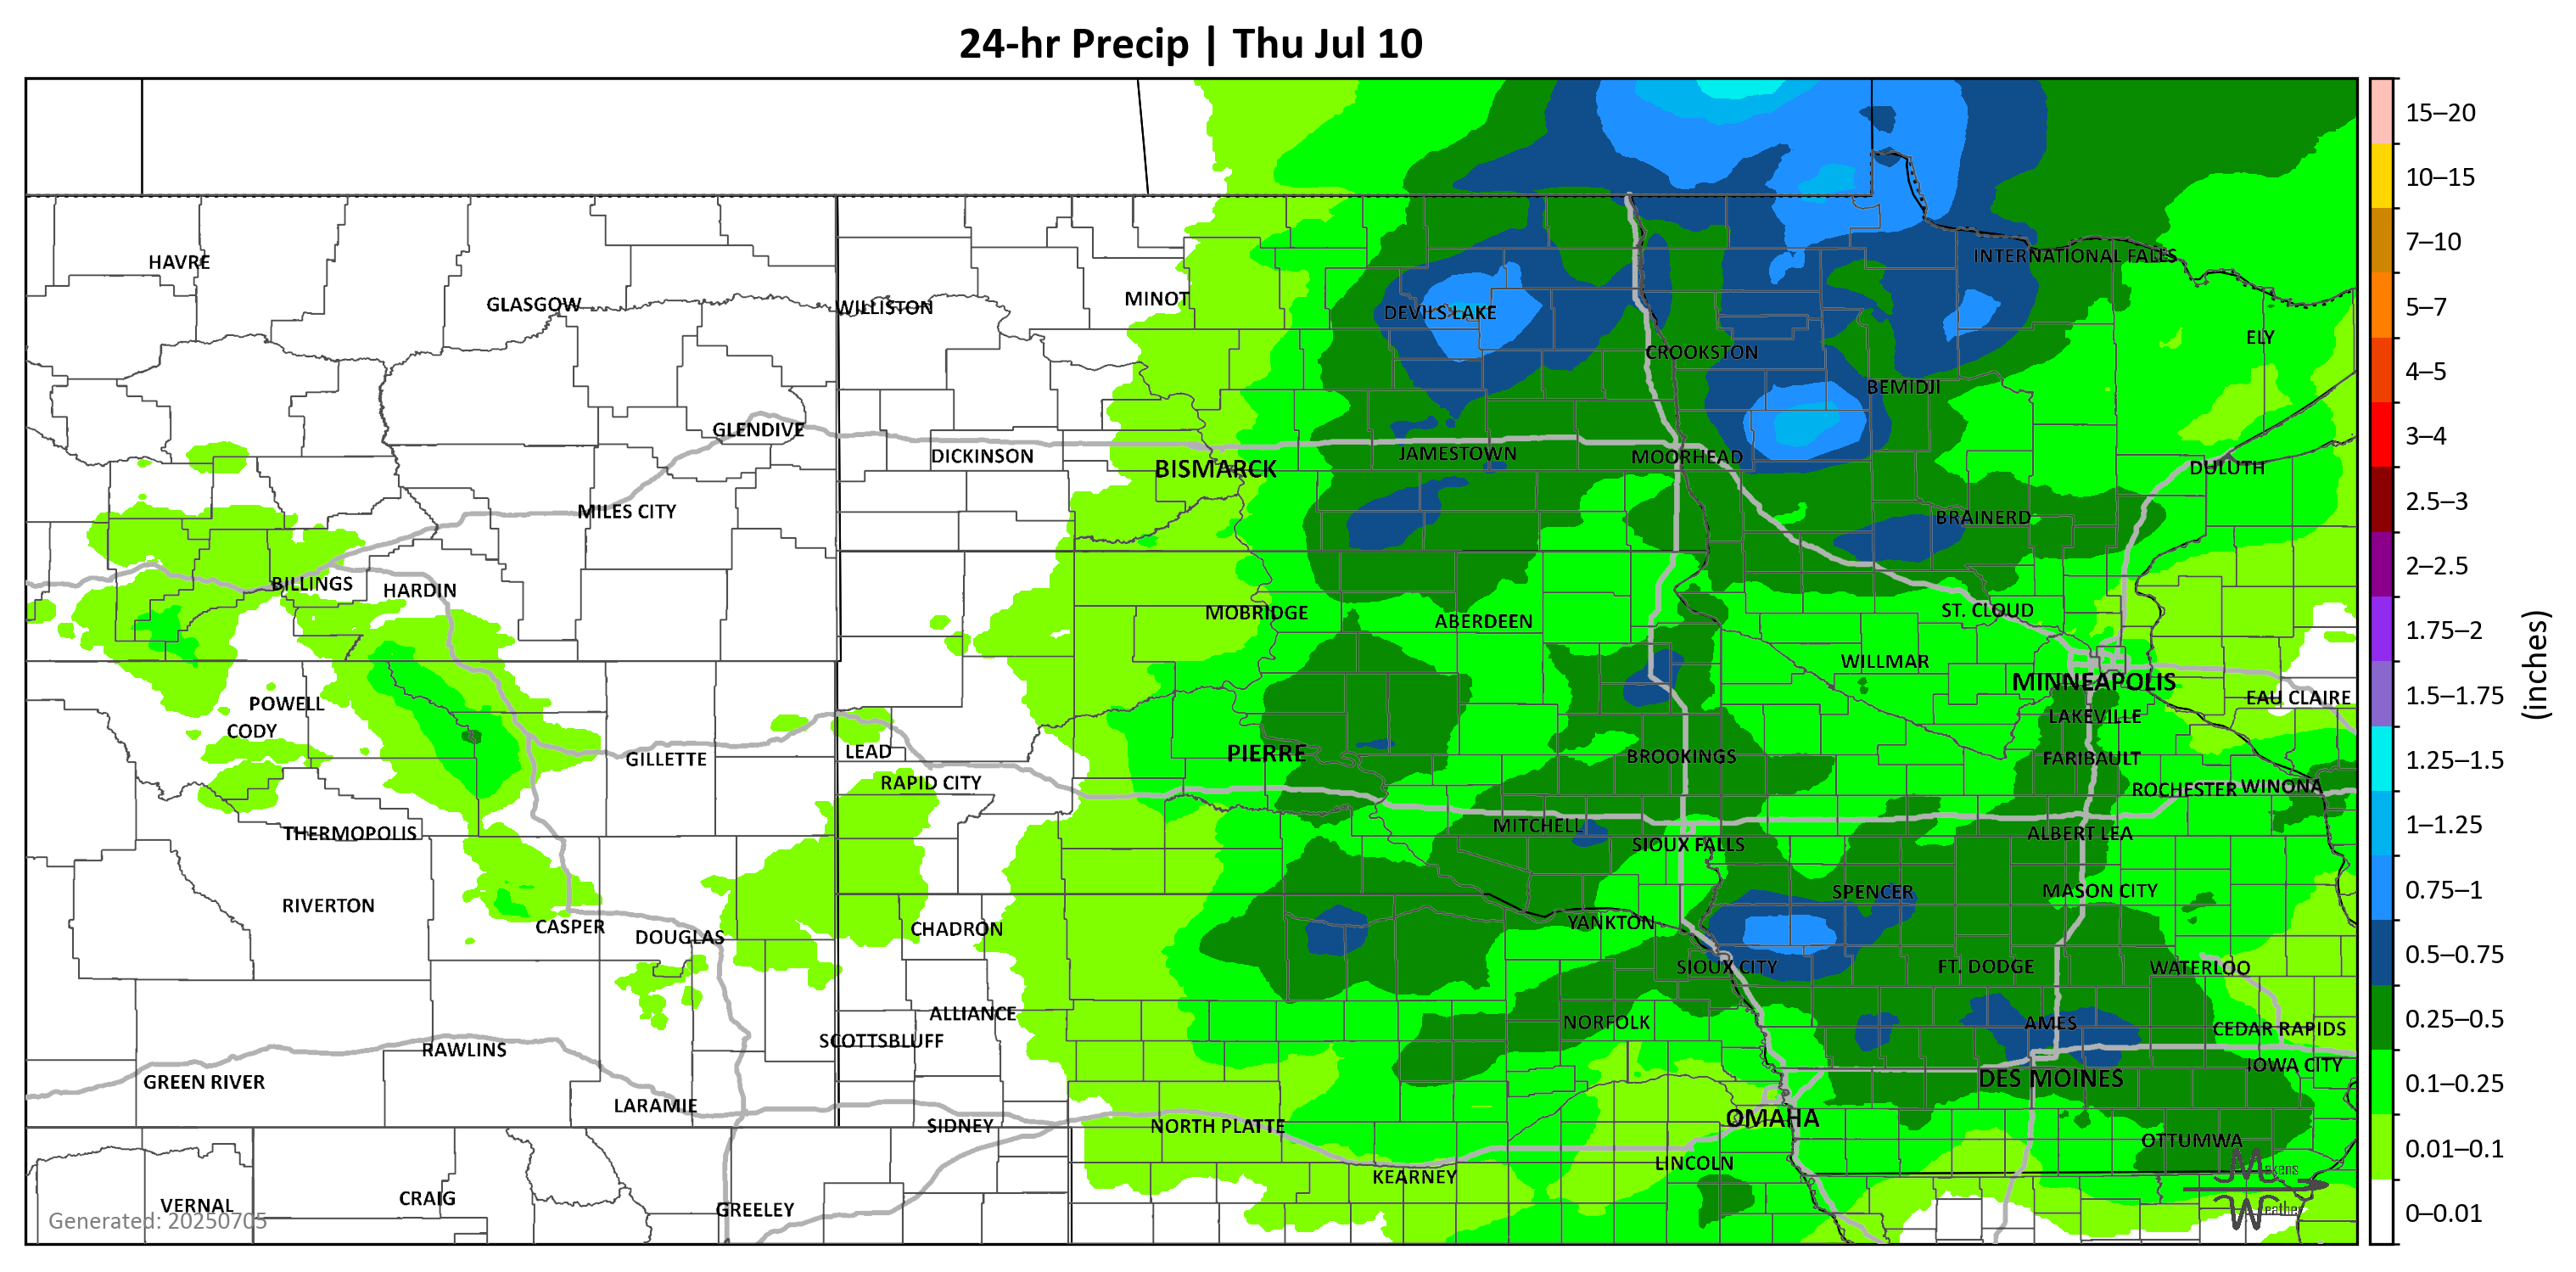 24-hr Precip | Thu Jul 10
15–20
10–15
HAVRE
7–10
INTERNATIONAL FALLS
GLASGOW
WILLISTON
MINOT
DEVILS LAKE
5–7
ELY
CROOKSTON
4–5
BEMIDJI
GLENDIVE
3–4
DICKINSON
JAMESTOWN
MOORHEAD
BISMARCK
DULUTH
2.5–3
MILES CITY
BRAINERD
2–2.5
BILLINGS
HARDIN
MOBRIDGE
ABERDEEN
ST. CLOUD
1.75–2
WILLMAR
(inches)
MINNEAPOLIS
1.5–1.75
EAU CLAIRE
POWELL
LAKEVILLE
CODY
LEAD
PIERRE
BROOKINGS
FARIBAULT
GILLETTE
1.25–1.5
RAPID CITY
ROCHESTER
WINONA
THERMOPOLIS
MITCHELL
ALBERT LEA
1–1.25
SIOUX FALLS
SPENCER
MASON CITY
0.75–1
RIVERTON
CASPER
YANKTON
CHADRON
DOUGLAS
0.5–0.75
SIOUX CITY
FT. DODGE
WATERLOO
ALLIANCE
NORFOLK
AMES
0.25–0.5
CEDAR RAPIDS
SCOTTSBLUFF
RAWLINS
IOWA CITY
GREEN RIVER
DES MOINES
0.1–0.25
LARAMIE
OMAHA
SIDNEY
NORTH PLATTE
OTTUMWA
0.01–0.1
LINCOLN
Makens
KEARNEY
CRAIG
VERNAL
GREELEY
Weather
0–0.01
Generated: 20250705